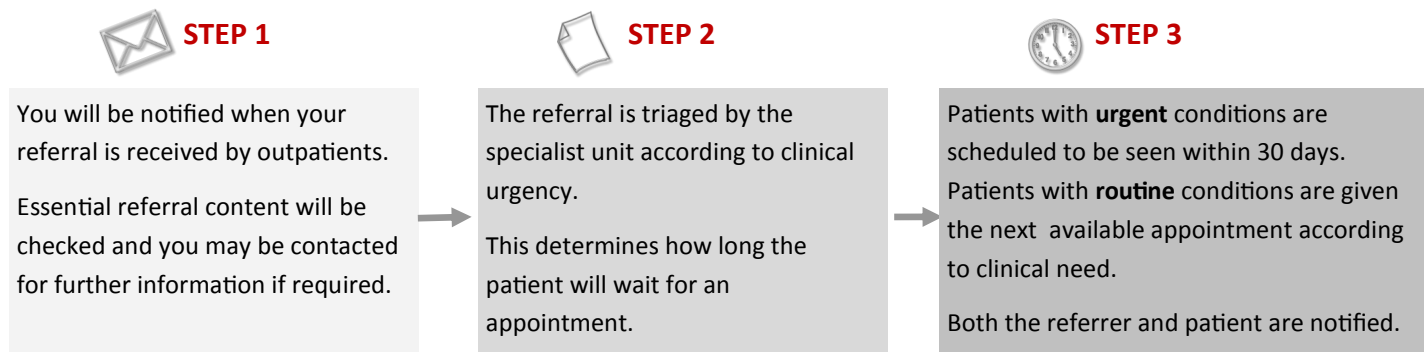 STEP 1
You will be notified when your
referral is received by outpatients.
Essential referral content will be
checked and you may be contacted
for further information if required.
STEP 2
The referral is triaged by the
specialist unit according to clinical
urgency.
This determines how long the
patient will wait for an
appointment.
STEP 3
Patients with urgent conditions are
scheduled to be seen within 30 days.
Patients with routine conditions are given
the next  available appointment according
to clinical need.
Both the referrer and patient are notified.